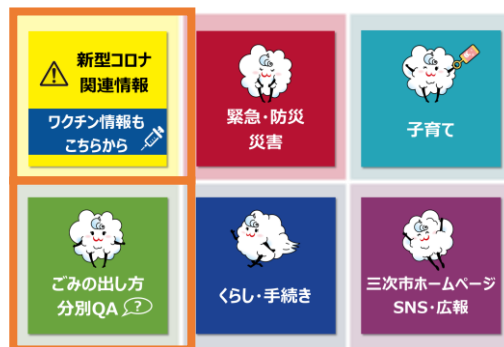 新型コロナ
関連情報
ワクチン情報も
こちらから
緊急・防災
災害
子育て
ごみの出し方
分別QA ?
くらし・手続き
三次市ホームページ
SNS・広報